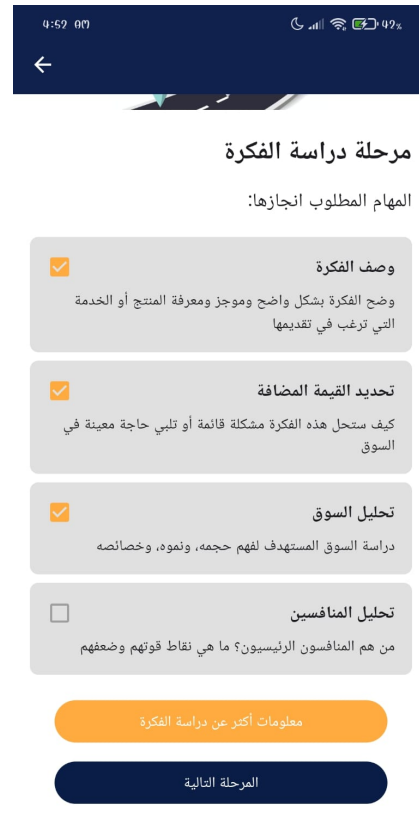 4:52 AM
42%
مرحلة دراسة الفكرة
المهام المطلوب انجازها:
وصف الفكرة
وضح الفكرة بشكل واضح وموجز ومعرفة المنتج أو الخدمة
التي ترغب في تقديمها
تحديد القيمة المضافة
كيف ستحل هذه الفكرة مشكلة قائمة أو تلبي حاجة معينة في
السوق
تحليل السوق
دراسة السوق المستهدف لفهم حجمه، ونموه، وخصائصه
تحليل المنافسين
من هم المنافسون الرئيسيون؟ ما هي نقاط قوتهم وضعفهم
معلومات أكثر عن دراسة الفكرة
المرحلة التالية